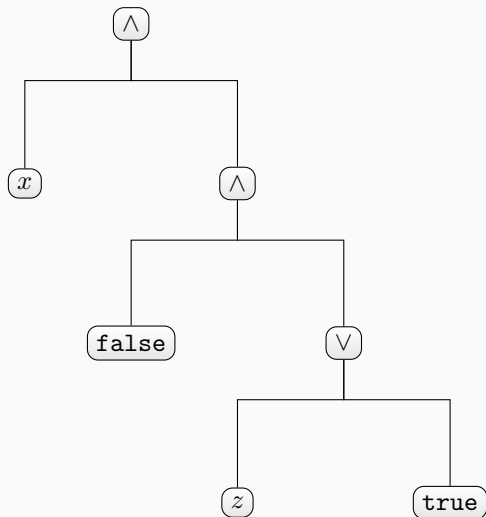 ∧
x ∧
false ∨
z true